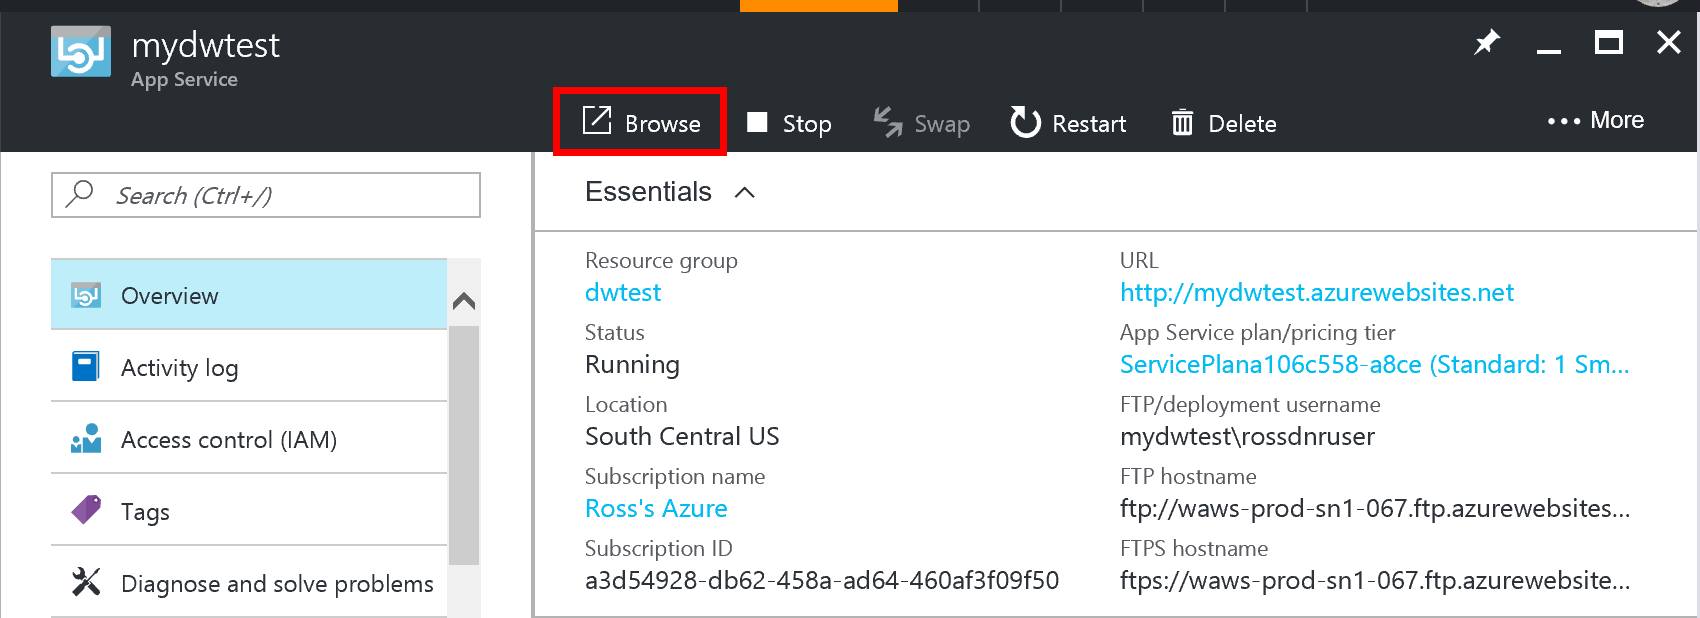 mydwtest
App Service
Browse
Stop
Swap
Restart
Delete
More
Search (Ctrl+/)
Overview
Activity log
Access control (IAM)
Tags
Diagnose and solve problems
Essentials
Resource group
dwtest
Status
Running
Location
South Central US
Subscription name
Ross's Azure
Subscription ID
a3d54928-db62-458a-ad64-460af3f09f50
URL
http://mydwtest.azurewebsites.net
App Service plan/pricing tier
ServicePlana106c558-a8ce (Standard: 1 Sm...
FTP/deployment username
mydwtest\rossdnruser
FTP hostname
ftp://waws-prod-sn1-067.ftp.azurewebsites...
FTPS hostname
ftps://waws-prod-sn1-067.ftp.azurewebsite...